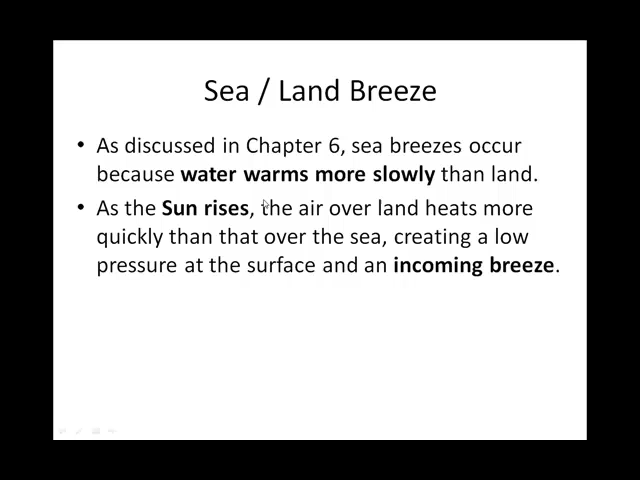 Sea / Land Breeze
• As discussed in Chapter 6, sea breezes occur
because water warms more slowly than land.
• As the Sun rises, the air over land heats more
quickly than that over the sea, creating a low
pressure at the surface and an incoming breeze.